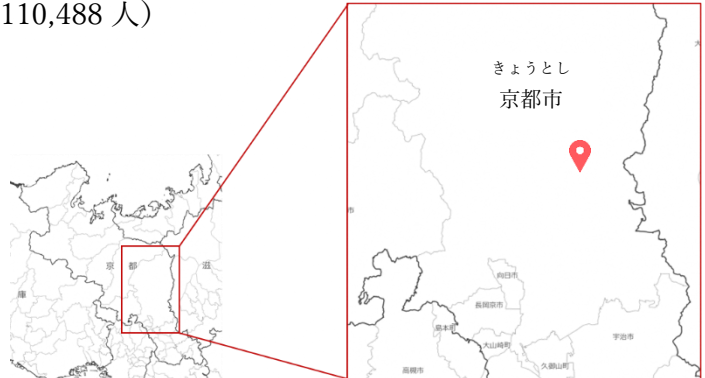 110,488 人）
きょうとし
京都市
京
都
滋
庫
市
向日市
長岡京市
島本町
大山崎町
宇治市
久御山町
高槻市